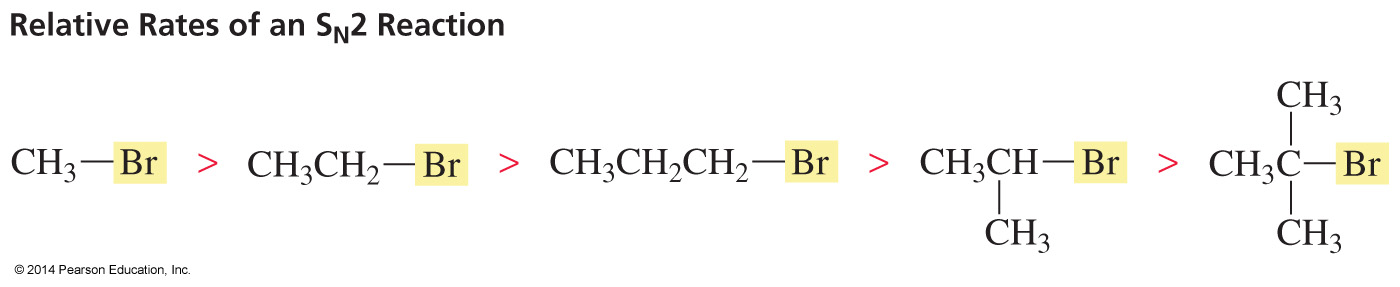 Relative Rates of an SN2 Reaction
CH3
CH3—Br > CH3CH2—Br > CH3CH2CH2—Br > CH3CH—Br > CH3C—Br
CH3 CH3
© 2014 Pearson Education, Inc.